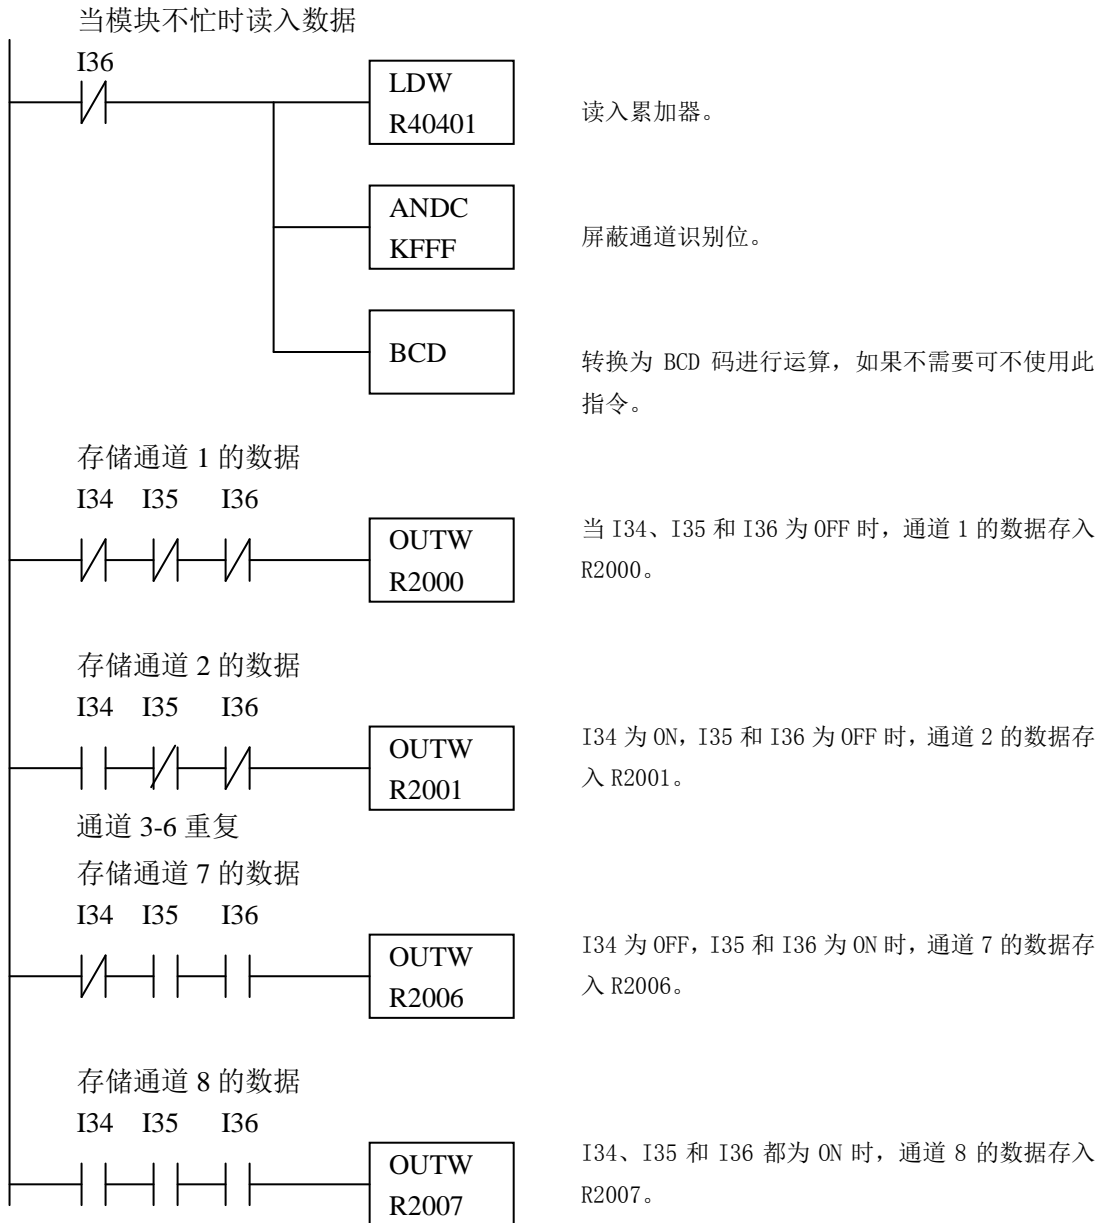 当模块不忙时读入数据
I36
LDW
R40401
读入累加器。
ANDC
KFFF
屏蔽通道识别位。
BCD
转换为 BCD 码进行运算，如果不需要可不使用此
指令。
存储通道 1 的数据
I34 I35 I36
OUTW
R2000
当 I34、I35 和 I36 为 OFF 时，通道 1 的数据存入
R2000。
存储通道 2 的数据
I34 I35 I36
OUTW
R2001
I34 为 ON，I35 和 I36 为 OFF 时，通道 2 的数据存
入 R2001。
通道 3-6 重复
存储通道 7 的数据
I34 I35 I36
OUTW
R2006
I34 为 OFF，I35 和 I36 为 ON 时，通道 7 的数据存
入 R2006。
存储通道 8 的数据
I34 I35 I36
OUTW
R2007
I34、I35 和 I36 都为 ON 时，通道 8 的数据存入
R2007。